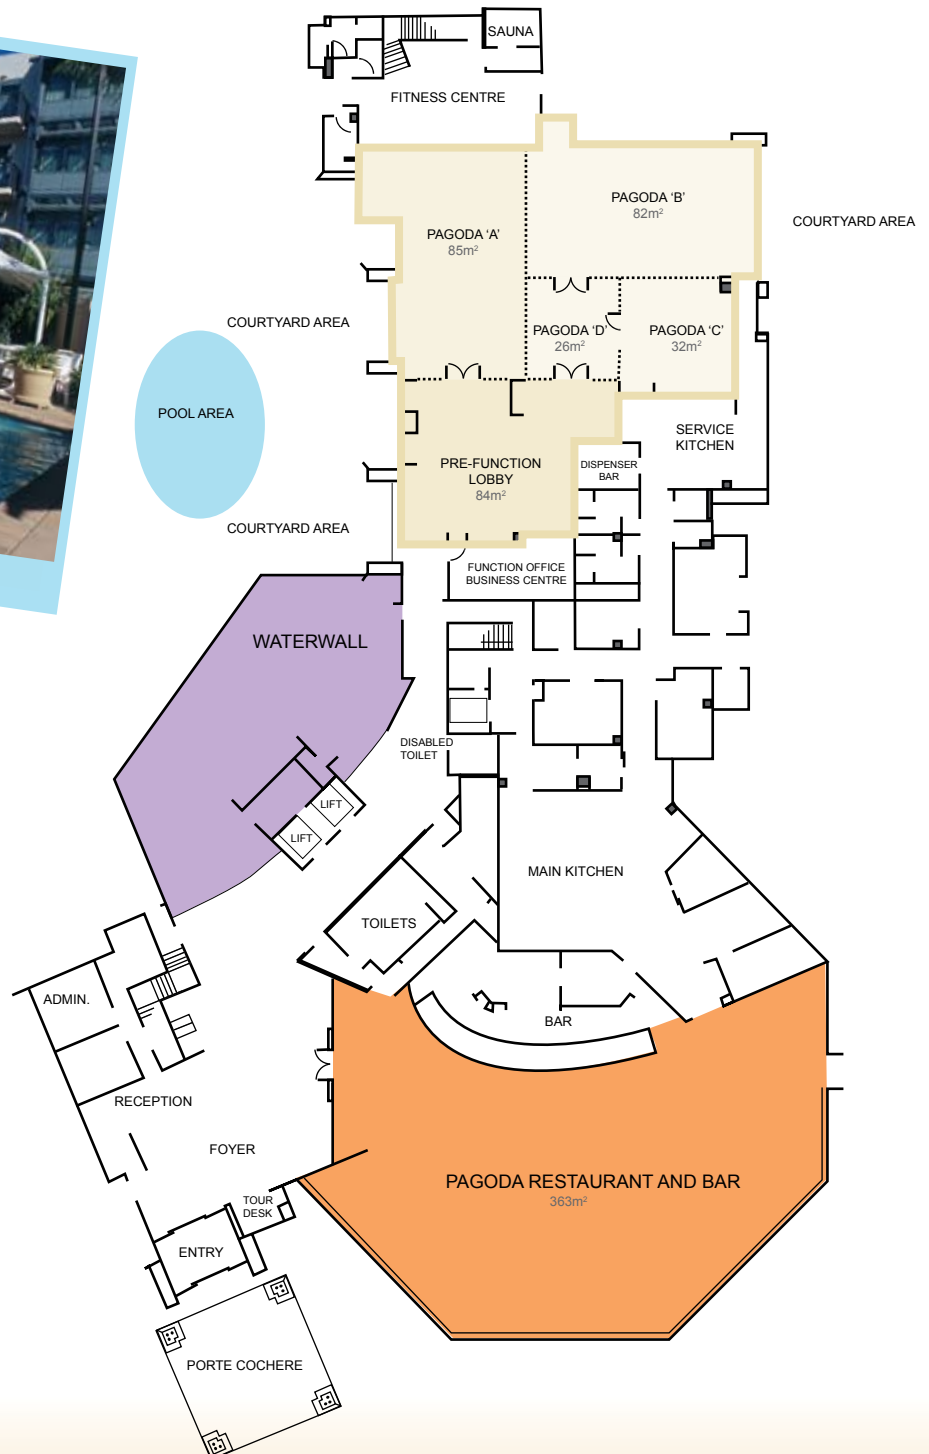 SAUNA
FITNESS CENTRE
PAGODA ‘B’
82m²
COURTYARD AREA
PAGODA ‘A’
85m²
COURTYARD AREA
PAGODA ‘D’
26m²
PAGODA ‘C’
32m²
POOL AREA
SERVICE
KITCHEN
PRE-FUNCTION
LOBBY
84m²
DISPENSER
BAR
COURTYARD AREA
FUNCTION OFFICE
BUSINESS CENTRE
WATERWALL
DISABLED
TOILET
LIFT
LIFT
MAIN KITCHEN
TOILETS
ADMIN.
BAR
RECEPTION
FOYER
PAGODA RESTAURANT AND BAR
363m²
TOUR
DESK
ENTRY
PORTE COCHERE